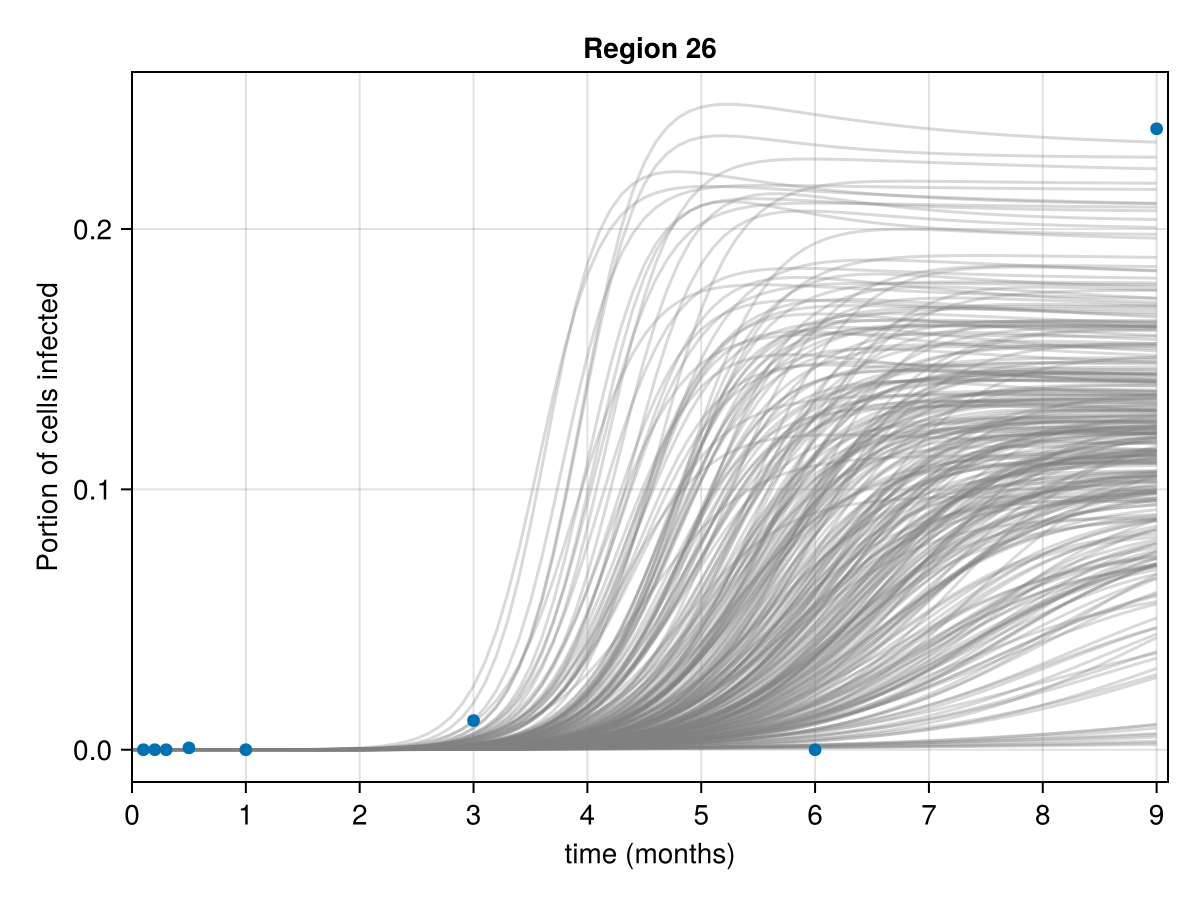 Region 26
Portion of cells infected
0.2
0.1
0.0
0 1 2 3 4 5 6 7 8 9
time (months)